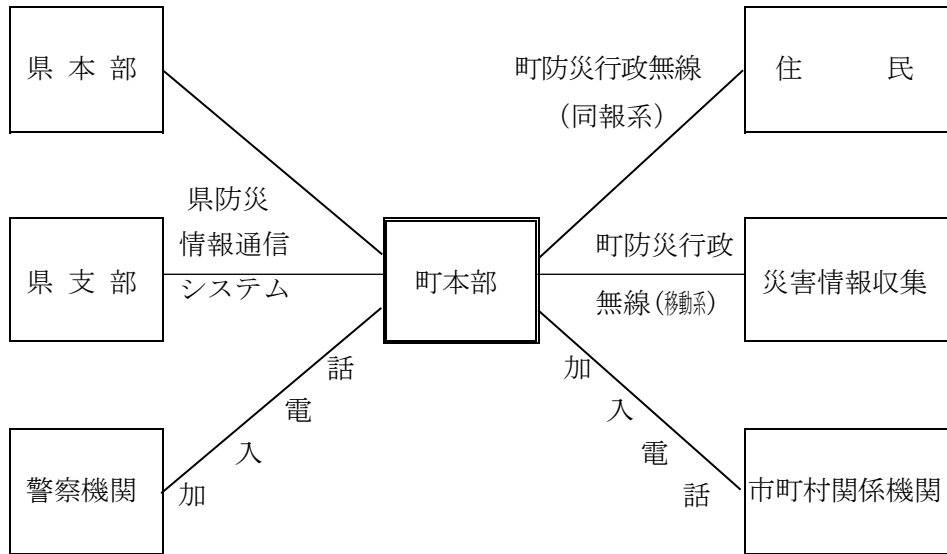 県 本 部
町防災行政無線
（同報系）
住 民
県防災
情報通信
システム
県 支 部
町本部
町防災行政
無線（移動系）
災害情報収集
加入電話
加入電話
警察機関
市町村関係機関